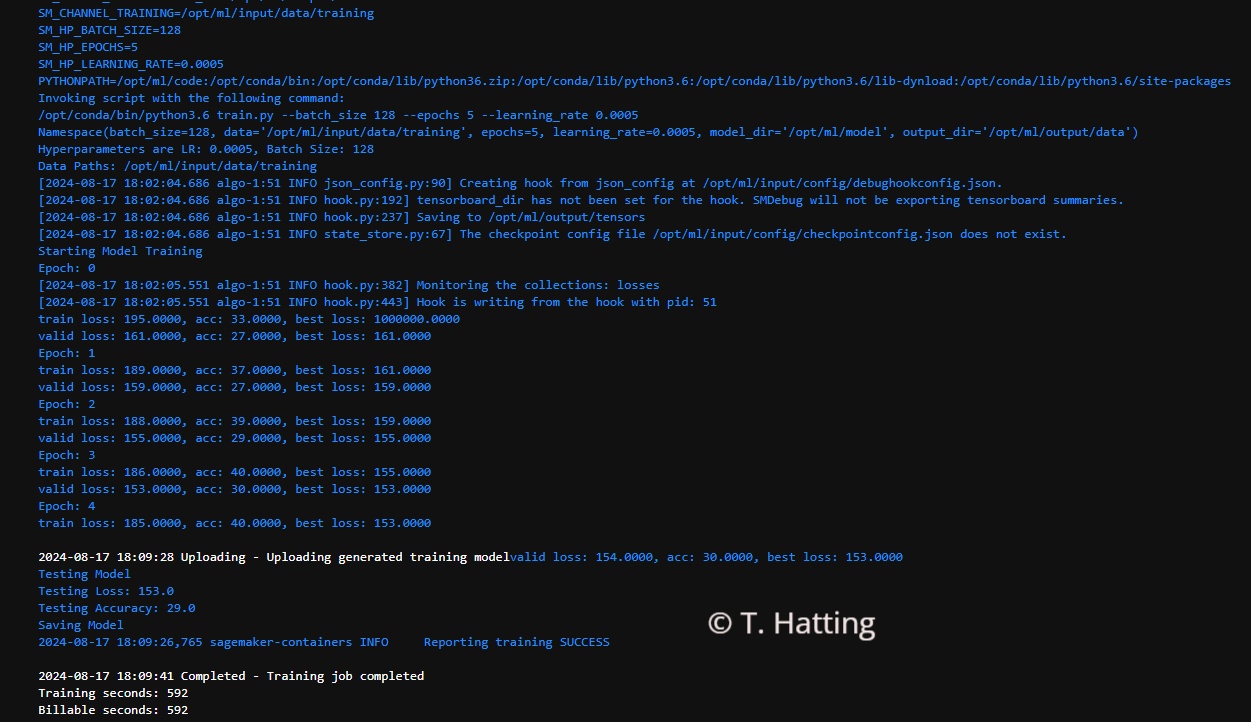 SM_CHANNEL_TRAINING=/opt/ml/input/data/training
SM_HP_BATCH_SIZE=128
SM_HP_EPOCHS=5
SM_HP_LEARNING_RATE=0.0005
PYTHONPATH=/opt/ml/code:/opt/conda/bin:/opt/conda/lib/python36.zip:/opt/conda/lib/python3.6:/opt/conda/lib/python3.6/lib-dynload:/opt/conda/lib/python3.6/site-packages
Invoking script with the following command:
/opt/conda/bin/python3.6 train.py --batch_size 128 --epochs 5 --learning_rate 0.0005
Namespace(batch_size=128, data='/opt/ml/input/data/training', epochs=5, learning_rate=0.0005, model_dir='/opt/ml/model', output_dir='/opt/ml/output/data')
Hyperparameters are LR: 0.0005, Batch Size: 128
Data Paths: /opt/ml/input/data/training
[2024-08-17 18:02:04.686 algo-1:51 INFO json_config.py:90] Creating hook from json_config at /opt/ml/input/config/debughookconfig.json.
[2024-08-17 18:02:04.686 algo-1:51 INFO hook.py:192] tensorboard_dir has not been set for the hook. SMDebug will not be exporting tensorboard summaries.
[2024-08-17 18:02:04.686 algo-1:51 INFO hook.py:237] Saving to /opt/ml/output/tensors
[2024-08-17 18:02:04.686 algo-1:51 INFO state_store.py:67] The checkpoint config file /opt/ml/input/config/checkpointconfig.json does not exist.
Starting Model Training
Epoch: 0
[2024-08-17 18:02:05.551 algo-1:51 INFO hook.py:382] Monitoring the collections: losses
[2024-08-17 18:02:05.551 algo-1:51 INFO hook.py:443] Hook is writing from the hook with pid: 51
train loss: 195.0000, acc: 33.0000, best loss: 1000000.0000
valid loss: 161.0000, acc: 27.0000, best loss: 161.0000
Epoch: 1
train loss: 189.0000, acc: 37.0000, best loss: 161.0000
valid loss: 159.0000, acc: 27.0000, best loss: 159.0000
Epoch: 2
train loss: 188.0000, acc: 39.0000, best loss: 159.0000
valid loss: 155.0000, acc: 29.0000, best loss: 155.0000
Epoch: 3
train loss: 186.0000, acc: 40.0000, best loss: 155.0000
valid loss: 153.0000, acc: 30.0000, best loss: 153.0000
Epoch: 4
train loss: 185.0000, acc: 40.0000, best loss: 153.0000
2024-08-17 18:09:28 Uploading - Uploading generated training modelvalid loss: 154.0000, acc: 30.0000, best loss: 153.0000
Testing Model
Testing Loss: 153.0
Testing Accuracy: 29.0
Saving Model
2024-08-17 18:09:26,765 sagemaker-containers INFO     Reporting training SUCCESS
© T. Hatting
2024-08-17 18:09:41 Completed - Training job completed
Training seconds: 592
Billable seconds: 592